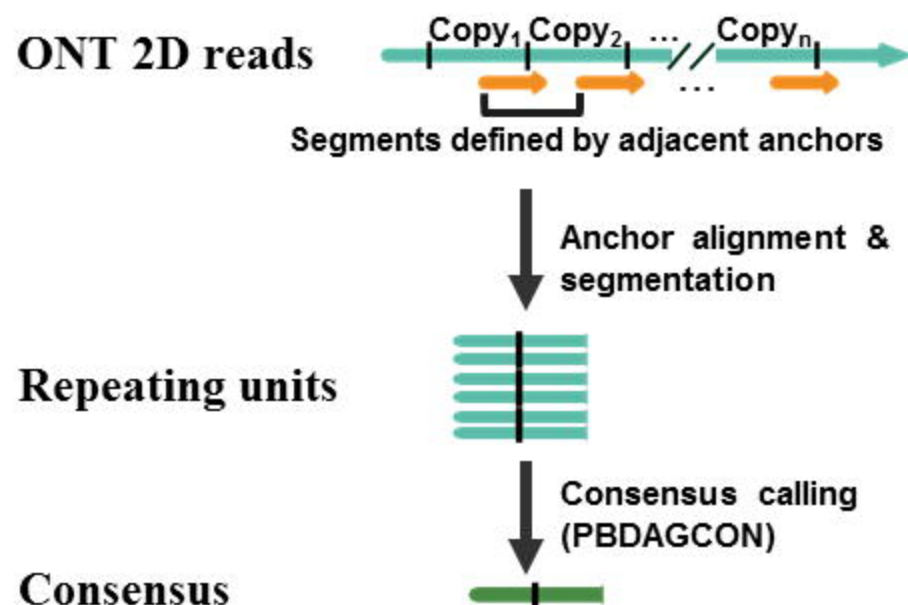 ONT 2D reads
Copy₁ Copy₂ ... Copyₙ
...
Segments defined by adjacent anchors
Anchor alignment &
segmentation
Repeating units
Consensus calling
(PBDAGCON)
Consensus